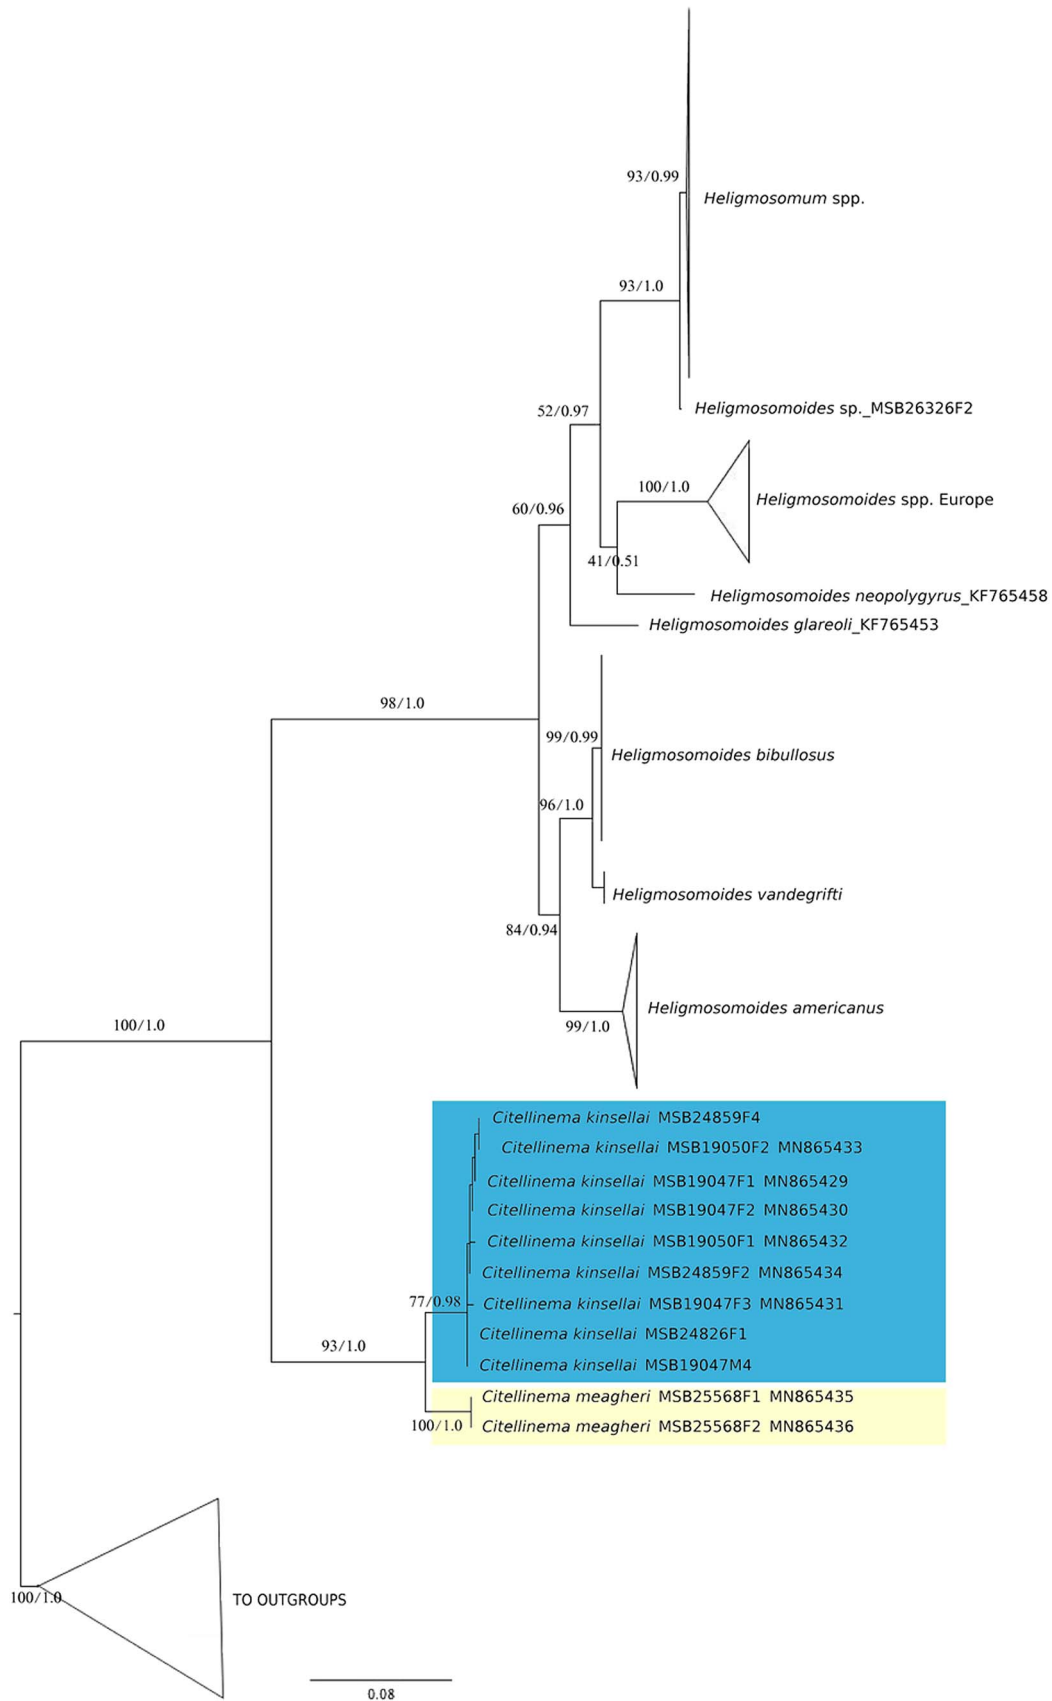 93/0.99
Heligmosomum spp.
93/1.0
Heligmosomoides sp._MSB26326F2
52/0.97
100/1.0
Heligmosomoides spp. Europe
60/0.96
41/0.51
Heligmosomoides neopolygyrus_KF765458
Heligmosomoides glareoli_KF765453
98/1.0
99/0.99
Heligmosomoides bibullosus
96/1.0
Heligmosomoides vandegrifti
84/0.94
Heligmosomoides americanus
99/1.0
100/1.0
Citellinema kinsellai MSB24859F4
Citellinema kinsellai MSB19050F2 MN865433
Citellinema kinsellai MSB19047F1 MN865429
Citellinema kinsellai MSB19047F2 MN865430
Citellinema kinsellai MSB19050F1 MN865432
Citellinema kinsellai MSB24859F2 MN865434
77/0.98
Citellinema kinsellai MSB19047F3 MN865431
Citellinema kinsellai MSB24826F1
93/1.0
Citellinema kinsellai MSB19047M4
Citellinema meagheri MSB25568F1 MN865435
100/1.0
Citellinema meagheri MSB25568F2 MN865436
100/1.0
TO OUTGROUPS
0.08